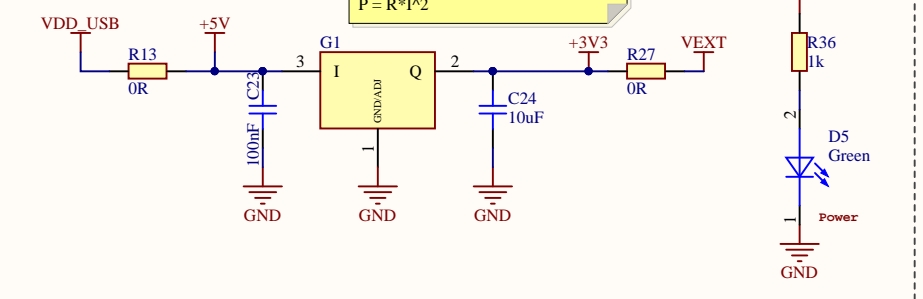 P = R*I^2
VDD_USB
+5V
R13
0R
C23
100nF
G1
3
I
Q
2
GND/ADJ
1
+3V3
R27
0R
VEXT
C24
10uF
GND
GND
GND
R36
1k
2
D5
Green
1
Power
GND